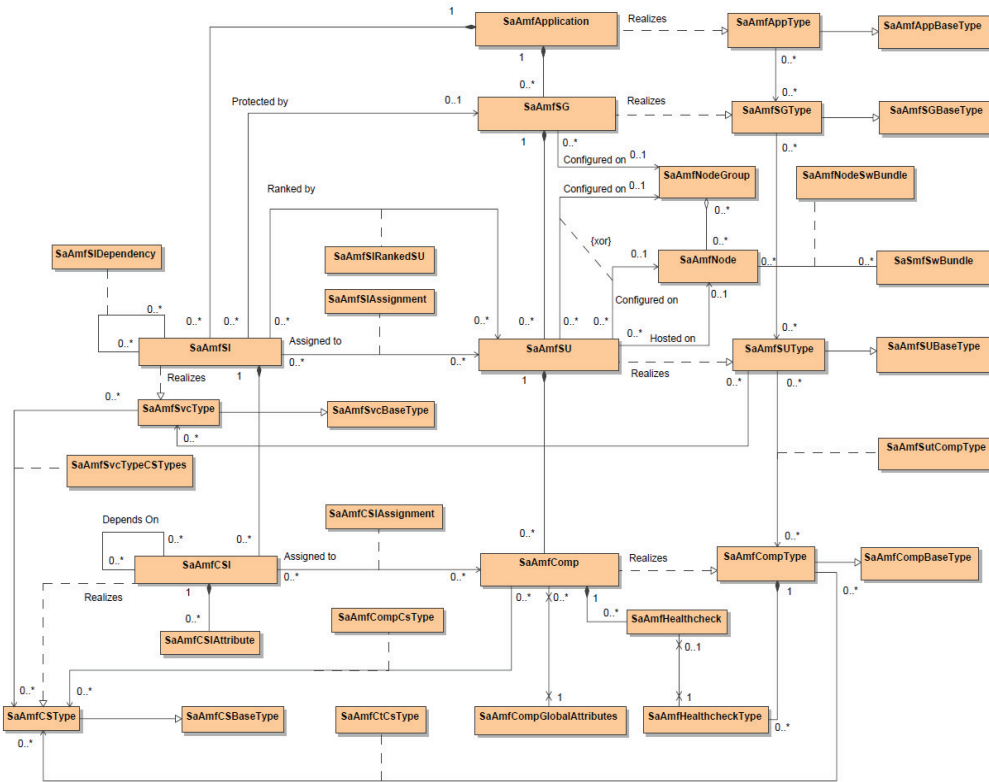 1
SaAmfApplication
Realizes
SaAmfAppType
SaAmfAppBaseType
1
0..*
0..*
0..*
Protected by
0..1
SaAmfSG
Realizes
SaAmfSGType
SaAmfSGBaseType
1
0..*
0..*
Configured on
0..1
SaAmfNodeGroup
SaAmfNodeSwBundle
Ranked by
Configured on
0..1
0..*
SaAmfSIDependency
SaAmfSIRankedSU
{xor}
0..1
0..*
SaAmfNode
0..*
0..*
SaSmfSwBundle
SaAmfSIAssignment
Configured on
0..1
0..*
0..*
0..*
0..*
0..*
0..*
0..*
0..*
0..*
0..*
0..*
SaAmfSI
Assigned to
SaAmfSU
Hosted on
SaAmfSUType
SaAmfSUBaseType
0..*
0..*
Realizes
1
1
Realizes
0..*
0..*
0..*
SaAmfSvcType
SaAmfSvcBaseType
0..*
SaAmfSvcTypeCSTypes
SaAmfSutCompType
Depends On
SaAmfCSIAssignment
0..*
0..*
0..*
0..*
0..*
SaAmfCSI
Assigned to
SaAmfComp
Realizes
SaAmfCompType
SaAmfCompBaseType
0..*
0..*
Realizes
1
0..*
0..*
1
1
0..*
0..*
SaAmfCompCsType
0..*
SaAmfHealthcheck
SaAmfCSIAttribute
0..1
0..*
0..*
1
1
SaAmfCSType
SaAmfCSBaseType
SaAmfCtCsType
SaAmfCompGlobalAttributes
SaAmfHealthcheckType
0..*
0..*